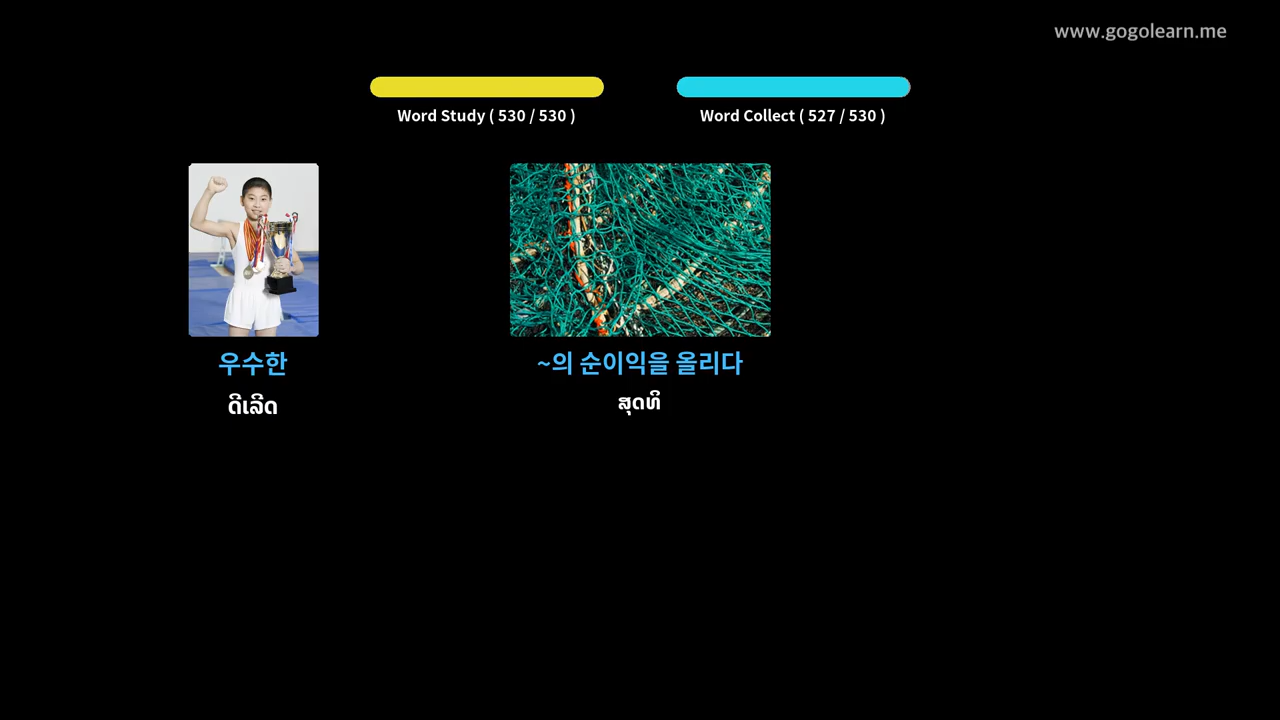 www.gogolearn.me
Word Study ( 530 / 530 )
Word Collect ( 527 / 530 )
우수한
ດີເລີດ
~의 순이익을 올리다
ສຸດທິ